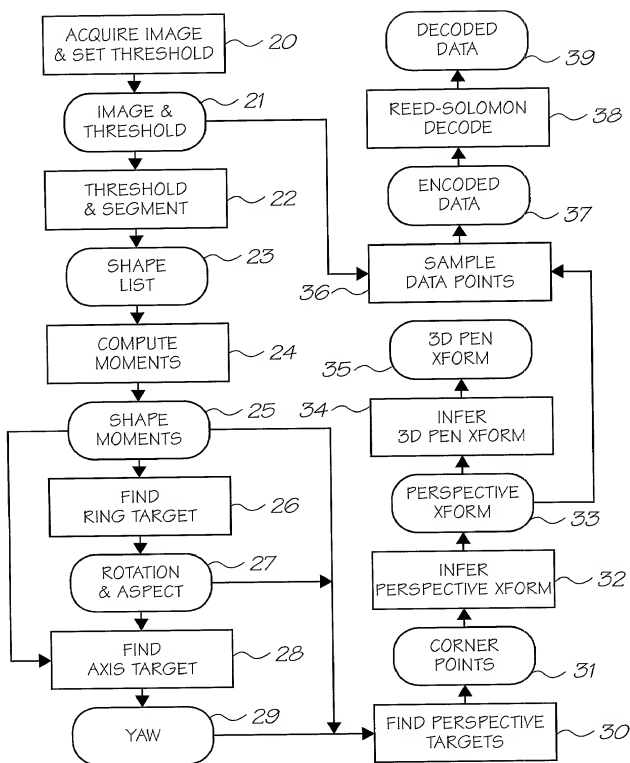 ACQUIRE IMAGE
& SET THRESHOLD
20
IMAGE &
THRESHOLD
21
THRESHOLD
& SEGMENT
22
SHAPE
LIST
23
COMPUTE
MOMENTS
24
SHAPE
MOMENTS
25
FIND
RING TARGET
26
ROTATION
& ASPECT
27
FIND
AXIS TARGET
28
YAW
29
DECODED
DATA
39
REED-SOLOMON
DECODE
38
ENCODED
DATA
37
SAMPLE
DATA POINTS
36
3D PEN
XFORM
35
34
INFER
3D PEN XFORM
PERSPECTIVE
XFORM
33
INFER
PERSPECTIVE XFORM
32
CORNER
POINTS
31
FIND PERSPECTIVE
TARGETS
30